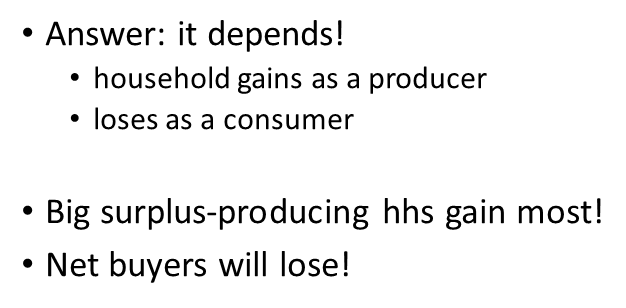 • Answer: it depends!
• household gains as a producer
• loses as a consumer
• Big surplus-producing hhs gain most!
• Net buyers will lose!